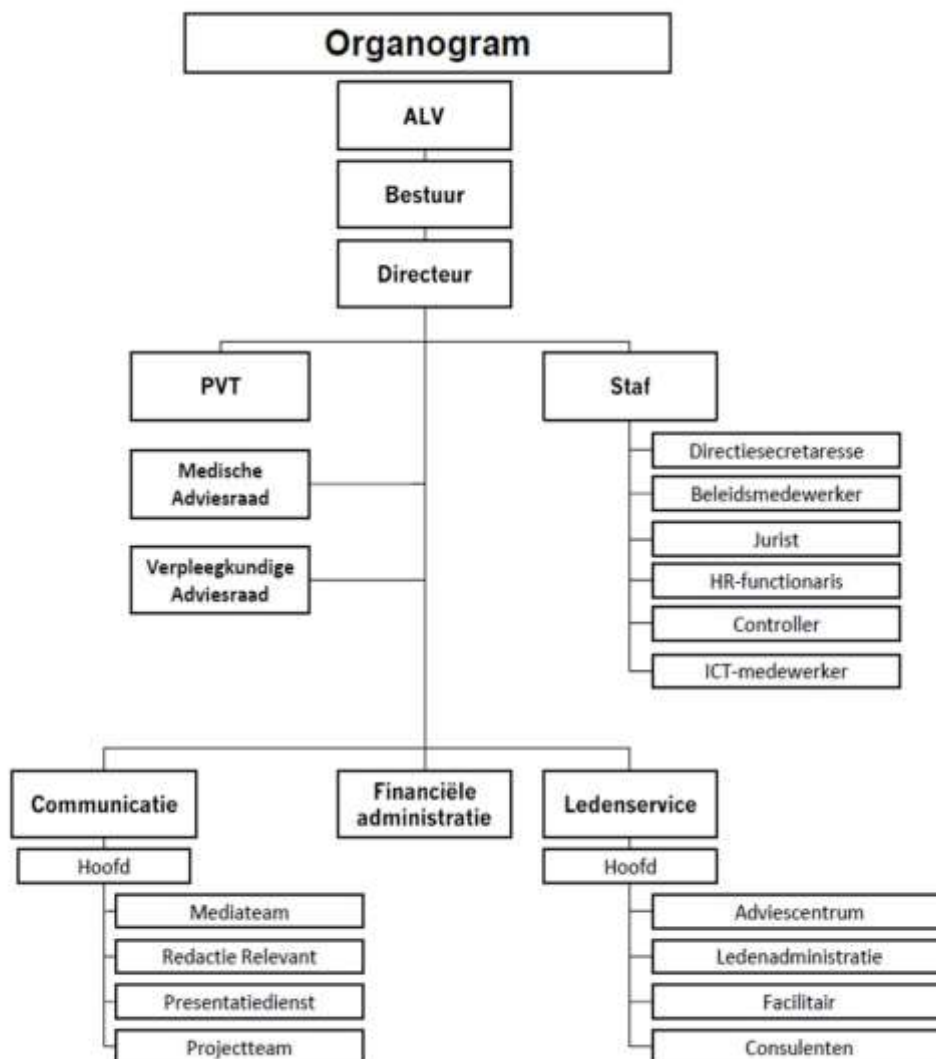 Organogram
ALV
Bestuur
Directeur
PVT
Staf
Medische
Adviesraad
Verpleegkundige
Adviesraad
Directiesecretaresse
Beleidsmedewerker
Jurist
HR-functionaris
Controller
ICT-medewerker
Communicatie
Hoofd
Mediateam
Redactie Relevant
Presentatiedienst
Projectteam
Financiële
administratie
Ledenservice
Hoofd
Adviescentrum
Ledenadministratie
Facilitair
Consulenten